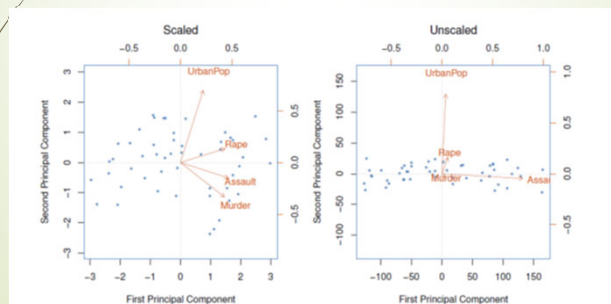 Scaled
−0.5 0.0 0.5
UrbanPop
Rape
Assault
Murder
3
2
1
0
−1
−2
−3
0.5
0.0
−0.5
Second Principal Component
−3 −2 −1 0 1 2 3
First Principal Component
Unscaled
−0.5 0.0 0.5 1.0
UrbanPop
Rape
Murder
Assau
150
100
50
0
−50
−100
1.0
0.5
0.0
−0.5
Second Principal Component
−100 −50 0 50 100 150
First Principal Component